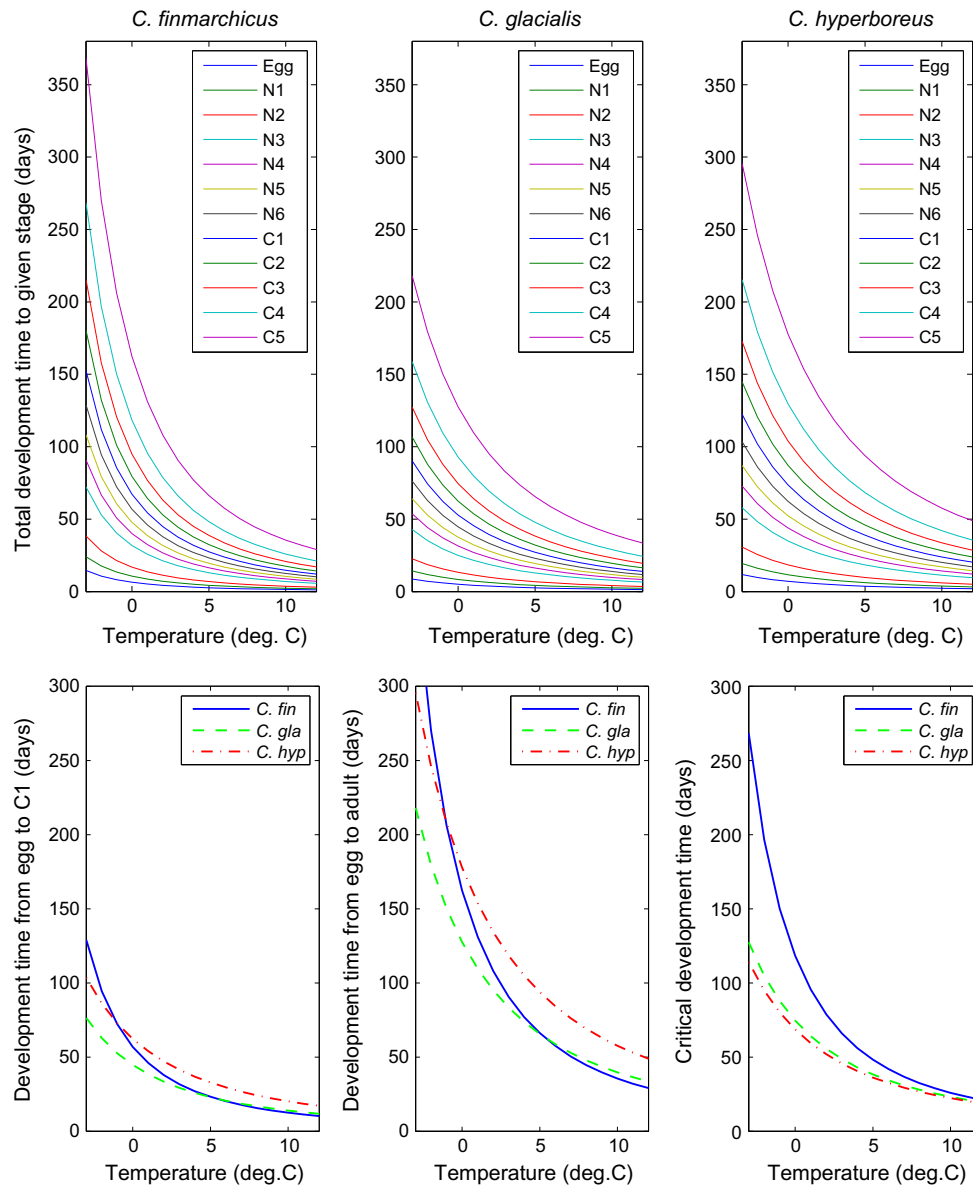 C. finmarchicus
C. glacialis
C. hyperboreus
Total development time to given stage (days)
350
300
250
200
150
100
50
0
Egg
N1
N2
N3
N4
N5
N6
C1
C2
C3
C4
C5
0 5 10
Temperature (deg. C)
350
300
250
200
150
100
50
0
Egg
N1
N2
N3
N4
N5
N6
C1
C2
C3
C4
C5
0 5 10
Temperature (deg. C)
350
300
250
200
150
100
50
0
Egg
N1
N2
N3
N4
N5
N6
C1
C2
C3
C4
C5
0 5 10
Temperature (deg. C)
Development time from egg to C1 (days)
300
250
200
150
100
50
0
C. fin
C. gla
C. hyp
0 5 10
Temperature (deg.C)
Development time from egg to adult (days)
300
250
200
150
100
50
0
C. fin
C. gla
C. hyp
0 5 10
Temperature (deg.C)
Critical development time (days)
300
250
200
150
100
50
0
C. fin
C. gla
C. hyp
0 5 10
Temperature (deg.C)